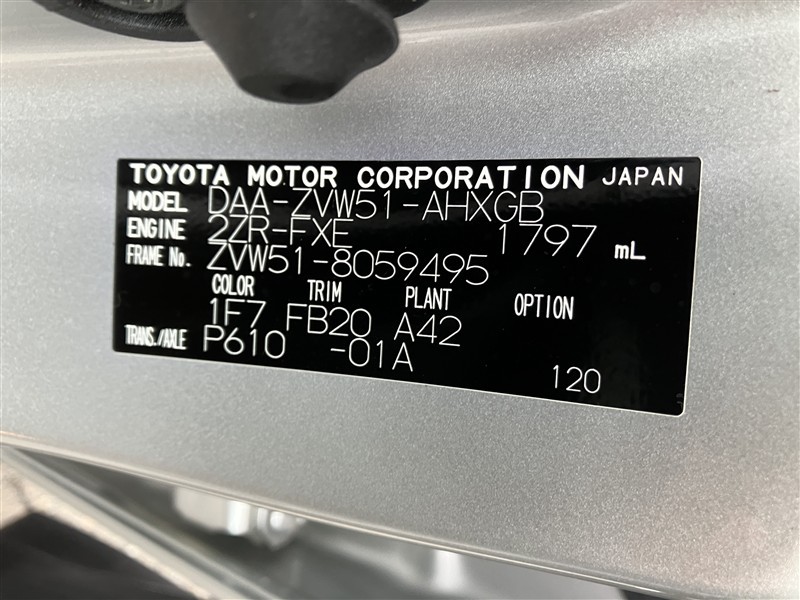 TOYOTA MOTOR CORPORATION JAPAN
MODEL DAA-ZVW51-AHXGB
ENGINE 2ZR-FXE 1797 mL
FRAME No. ZVW51-8059495
COLOR TRIM PLANT OPTION
1F7 FB20 A42
TRANS./AXLE P610 -01A
120